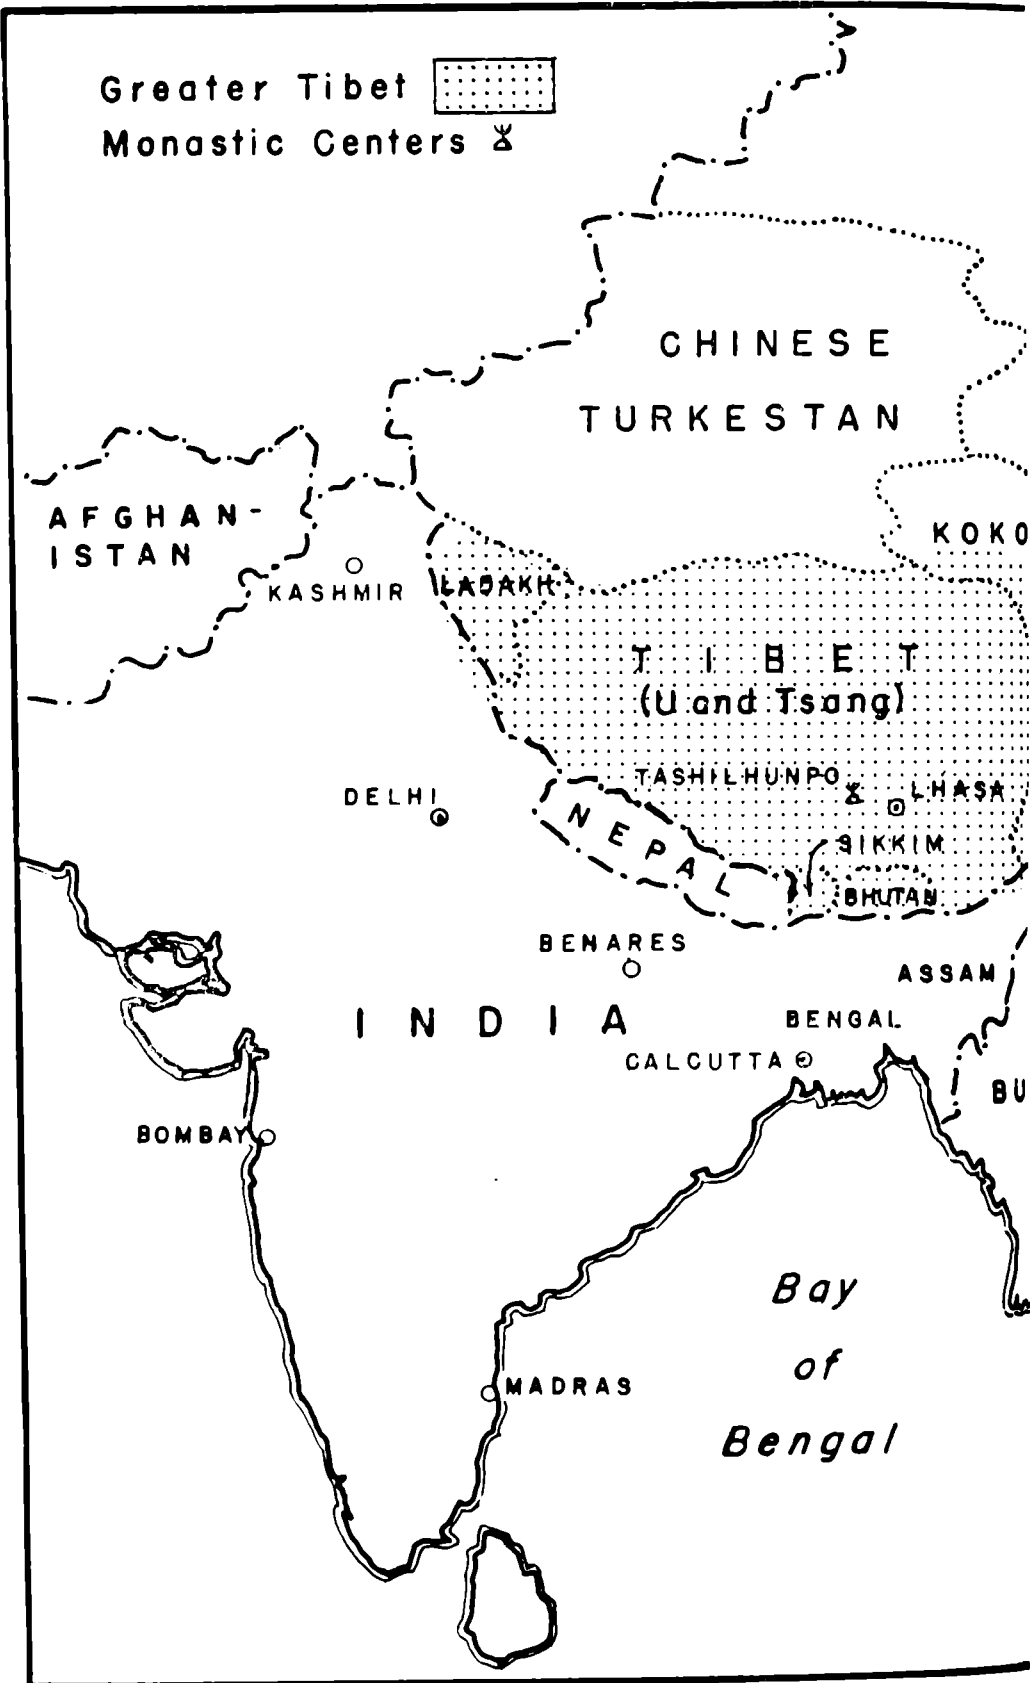 Greater Tibet
Monastic Centers
CHINESE
TURKESTAN
AFGHAN-
ISTAN
KOKO
KASHMIR
LADAKH
TIBET
(U and Tsang)
TASHILHUNPO
LHASA
DELHI
NEPAL
SIKKIM
BHUTAN
BENARES
ASSAM
INDIA
BENGAL
CALCUTTA
BU
BOMBAY
Bay
of
Bengal
MADRAS